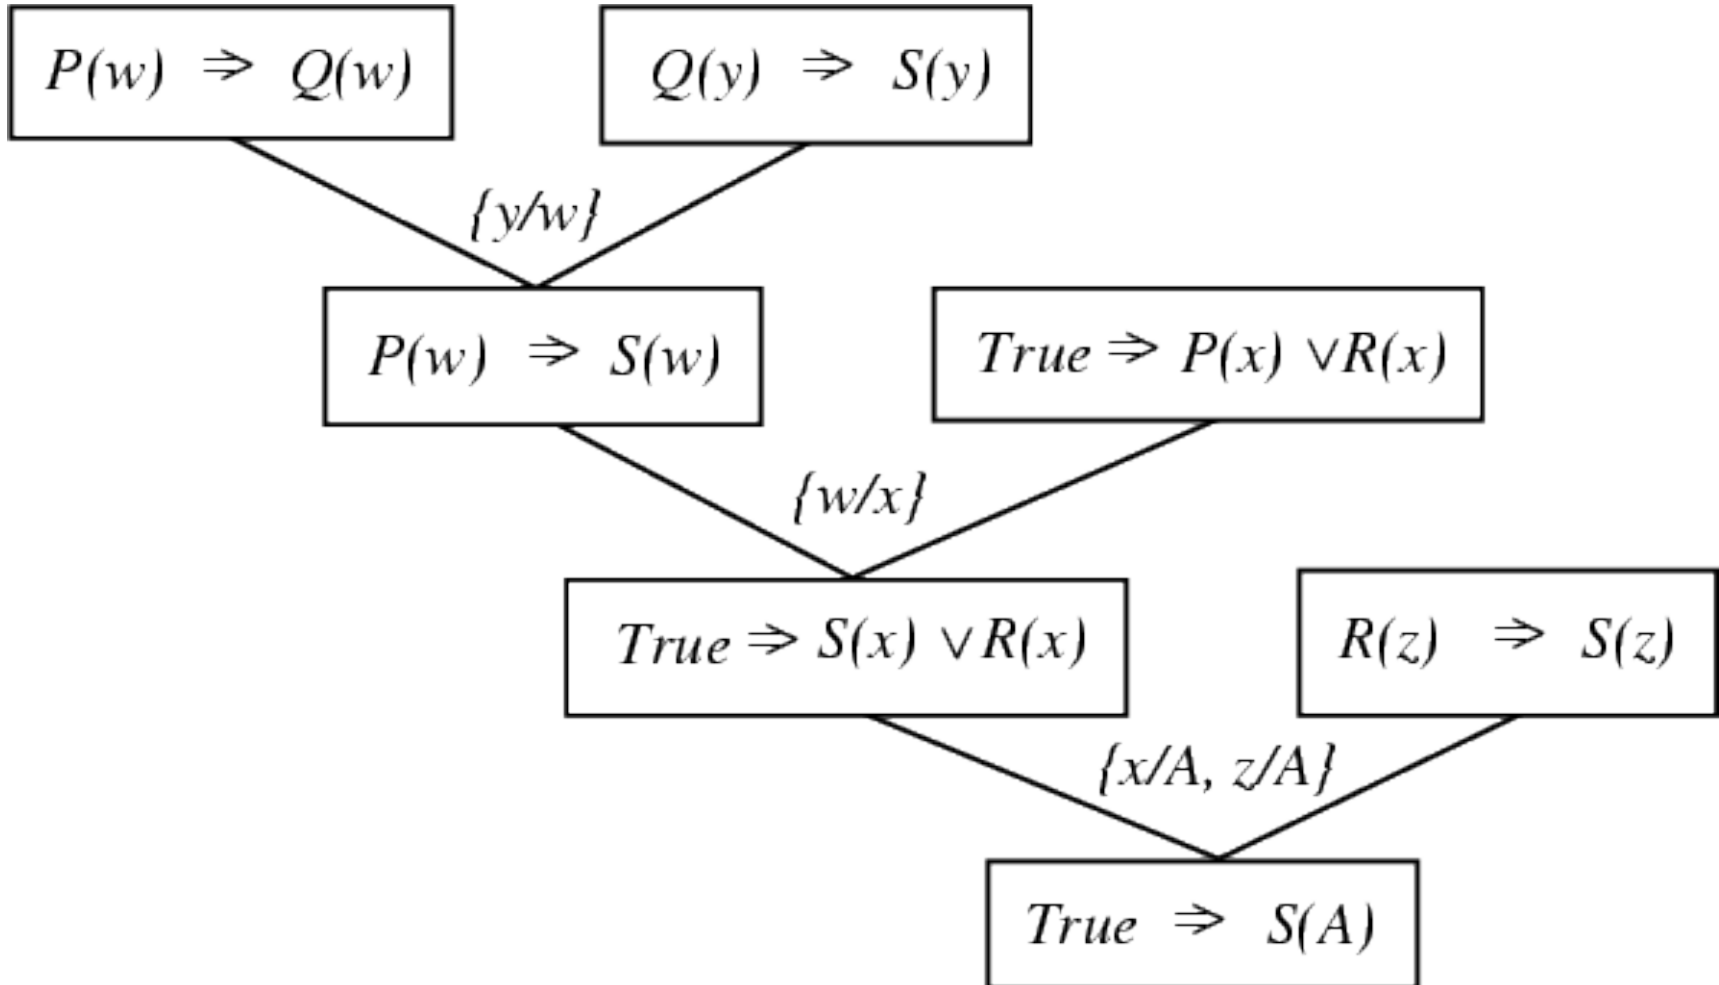 P(w) ⇒ Q(w)
Q(y) ⇒ S(y)
{y/w}
P(w) ⇒ S(w)
True ⇒ P(x) ∨R(x)
{w/x}
True ⇒ S(x) ∨R(x)
R(z) ⇒ S(z)
{x/A, z/A}
True ⇒ S(A)